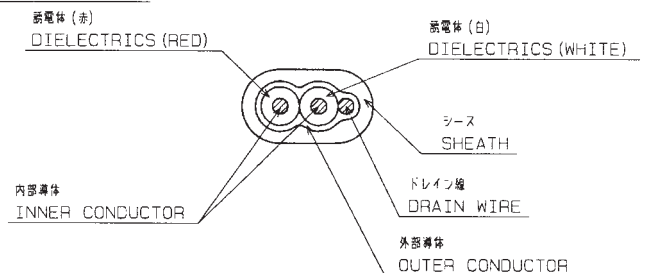 誘電体(赤)
DIELECTRICS(RED)
誘電体(白)
DIELECTRICS(WHITE)
シース
SHEATH
内部導体
INNER CONDUCTOR
ドレイン線
DRAIN WIRE
外部導体
OUTER CONDUCTOR